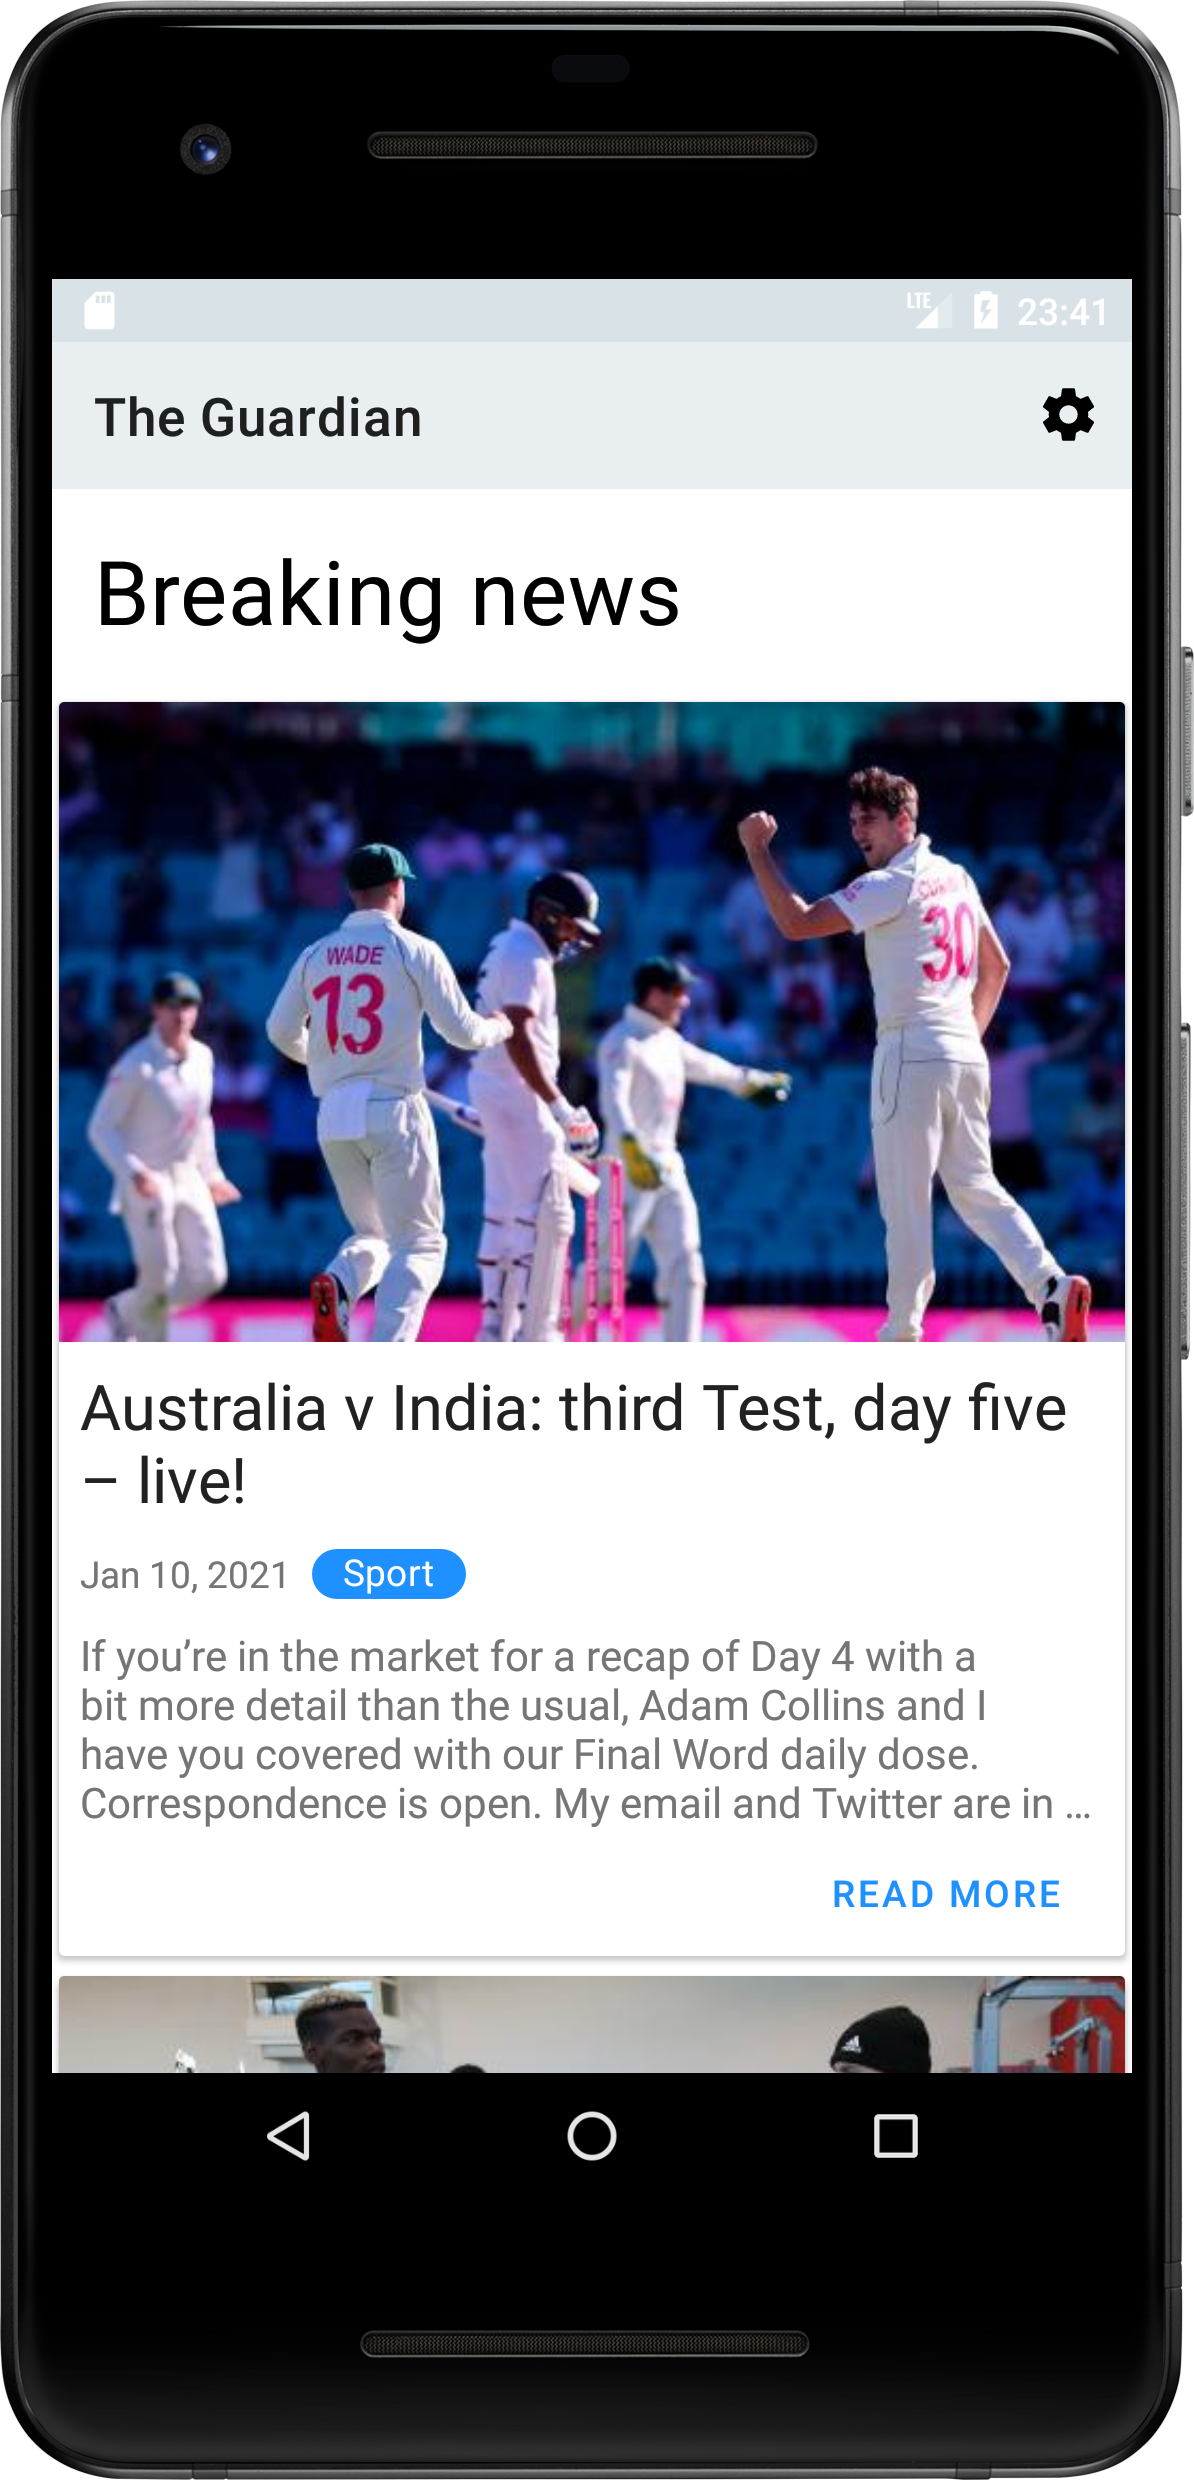 LTE 23:41
The Guardian
Breaking news
WADE
13
30
Australia v India: third Test, day five
– live!
Jan 10, 2021 Sport
If you’re in the market for a recap of Day 4 with a
bit more detail than the usual, Adam Collins and I
have you covered with our Final Word daily dose.
Correspondence is open. My email and Twitter are in ...
READ MORE